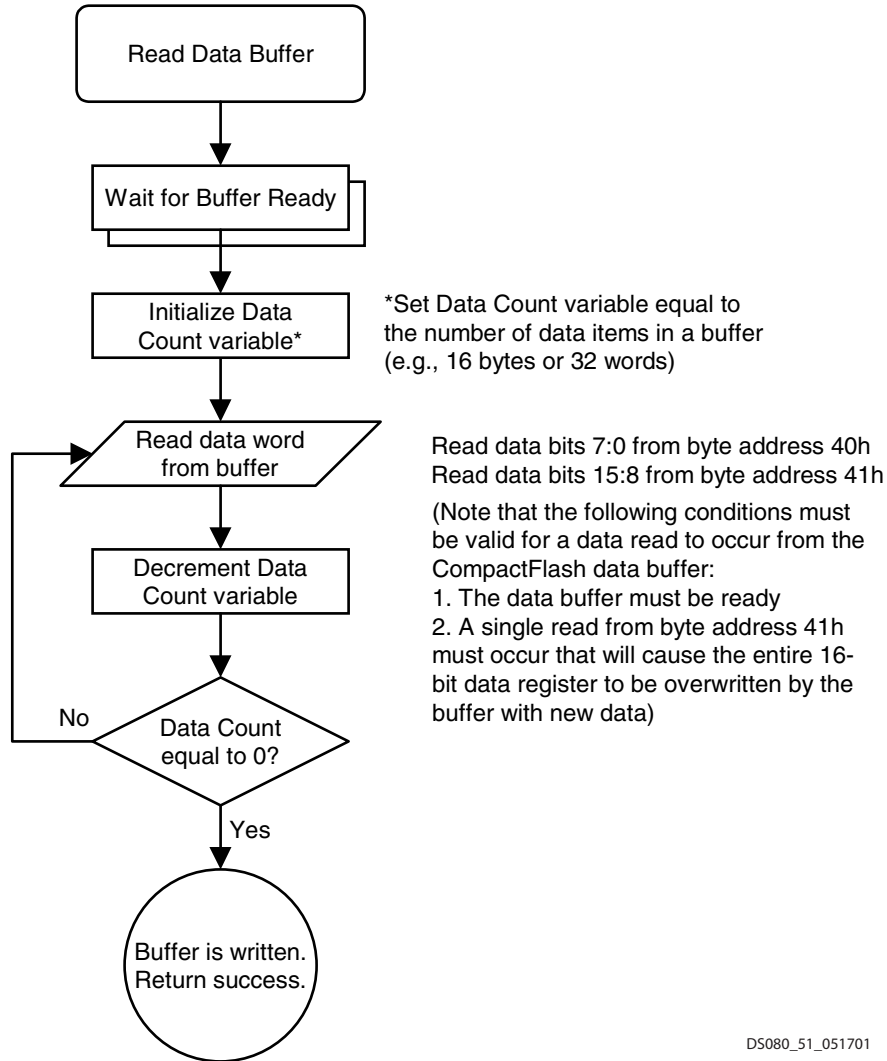 Read Data Buffer
Wait for Buffer Ready
Initialize Data
Count variable*
*Set Data Count variable equal to
the number of data items in a buffer
(e.g., 16 bytes or 32 words)
Read data word
from buffer
Read data bits 7:0 from byte address 40h
Read data bits 15:8 from byte address 41h
(Note that the following conditions must
be valid for a data read to occur from the
CompactFlash data buffer:
1. The data buffer must be ready
2. A single read from byte address 41h
must occur that will cause the entire 16-
bit data register to be overwritten by the
buffer with new data)
Decrement Data
Count variable
No
Data Count
equal to 0?
Yes
Buffer is written.
Return success.
DS080_51_051701